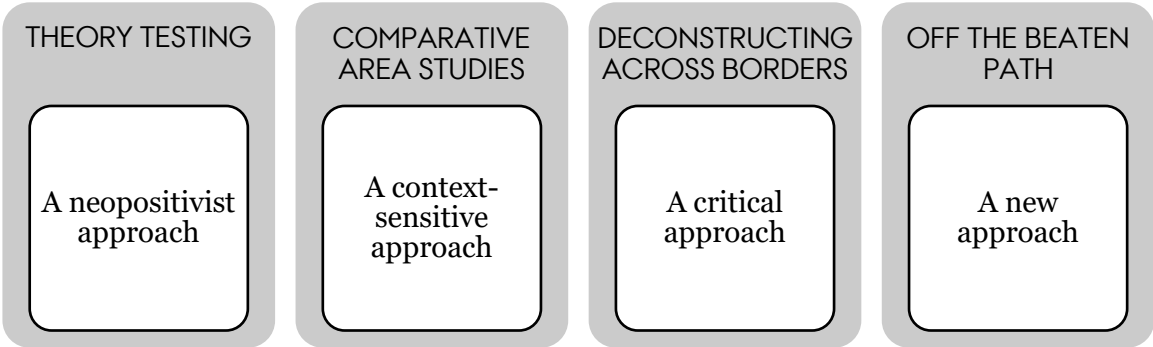 THEORY TESTING
A neopositivist
approach
COMPARATIVE
AREA STUDIES
A context-
sensitive
approach
DECONSTRUCTING
ACROSS BORDERS
A critical
approach
OFF THE BEATEN
PATH
A new
approach